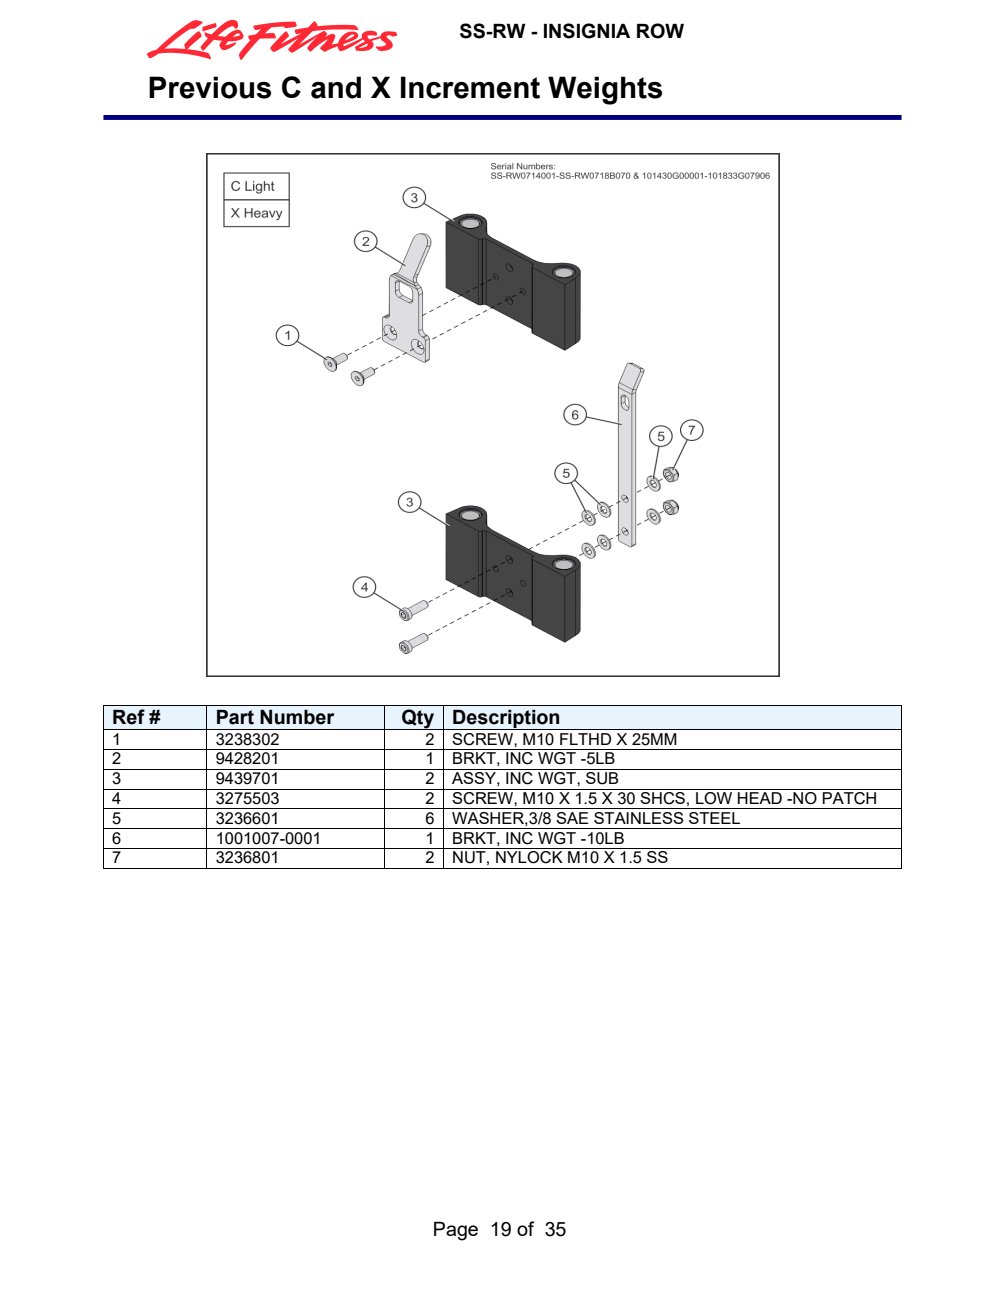 LifeFitness
SS-RW - INSIGNIA ROW
Previous C and X Increment Weights
Serial Numbers:
SS-RW0714001-SS-RW0718B070 & 101430G00001-101833G07906
C Light
X Heavy
3
2
1
6
5
7
5
3
4
Ref # Part Number Qty Description
1 3238302 2 SCREW, M10 FLTHD X 25MM
2 9428201 1 BRKT, INC WGT -5LB
3 9439701 2 ASSY, INC WGT, SUB
4 3275503 2 SCREW, M10 X 1.5 X 30 SHCS, LOW HEAD -NO PATCH
5 3236601 6 WASHER,3/8 SAE STAINLESS STEEL
6 1001007-0001 1 BRKT, INC WGT -10LB
7 3236801 2 NUT, NYLOCK M10 X 1.5 SS
Page 19 of 35